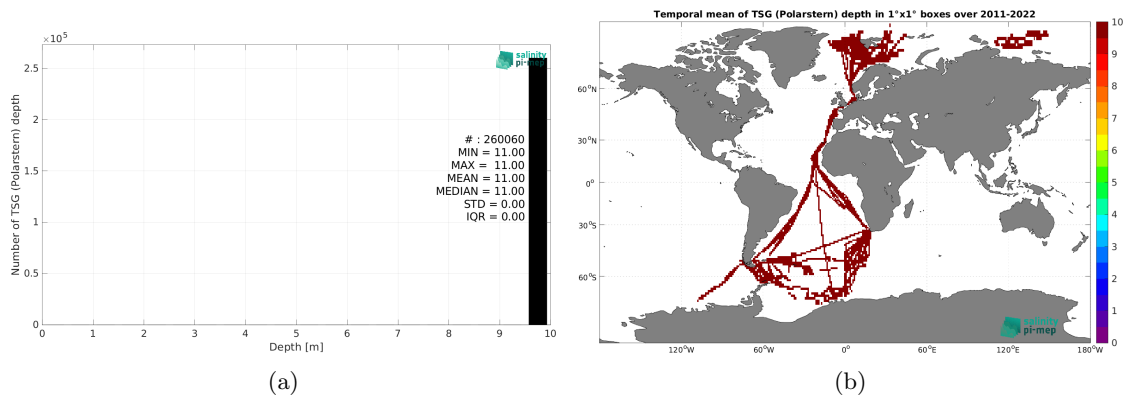 ×10⁵
2.5
2
1.5
1
0.5
0
Number of TSG (Polarstern) depth
salinity
pi-mep
# : 260060
MIN = 11.00
MAX = 11.00
MEAN = 11.00
MEDIAN = 11.00
STD = 0.00
IQR = 0.00
0 1 2 3 4 5 6 7 8 9 10
Depth [m]
(a)
Temporal mean of TSG (Polarstern) depth in 1°x1° boxes over 2011-2022
60°N
30°N
0°
30°S
60°S
120°W 60°W 0° 60°E 120°E 180°W
salinity
pi-mep
10
9
8
7
6
5
4
3
2
1
0
(b)